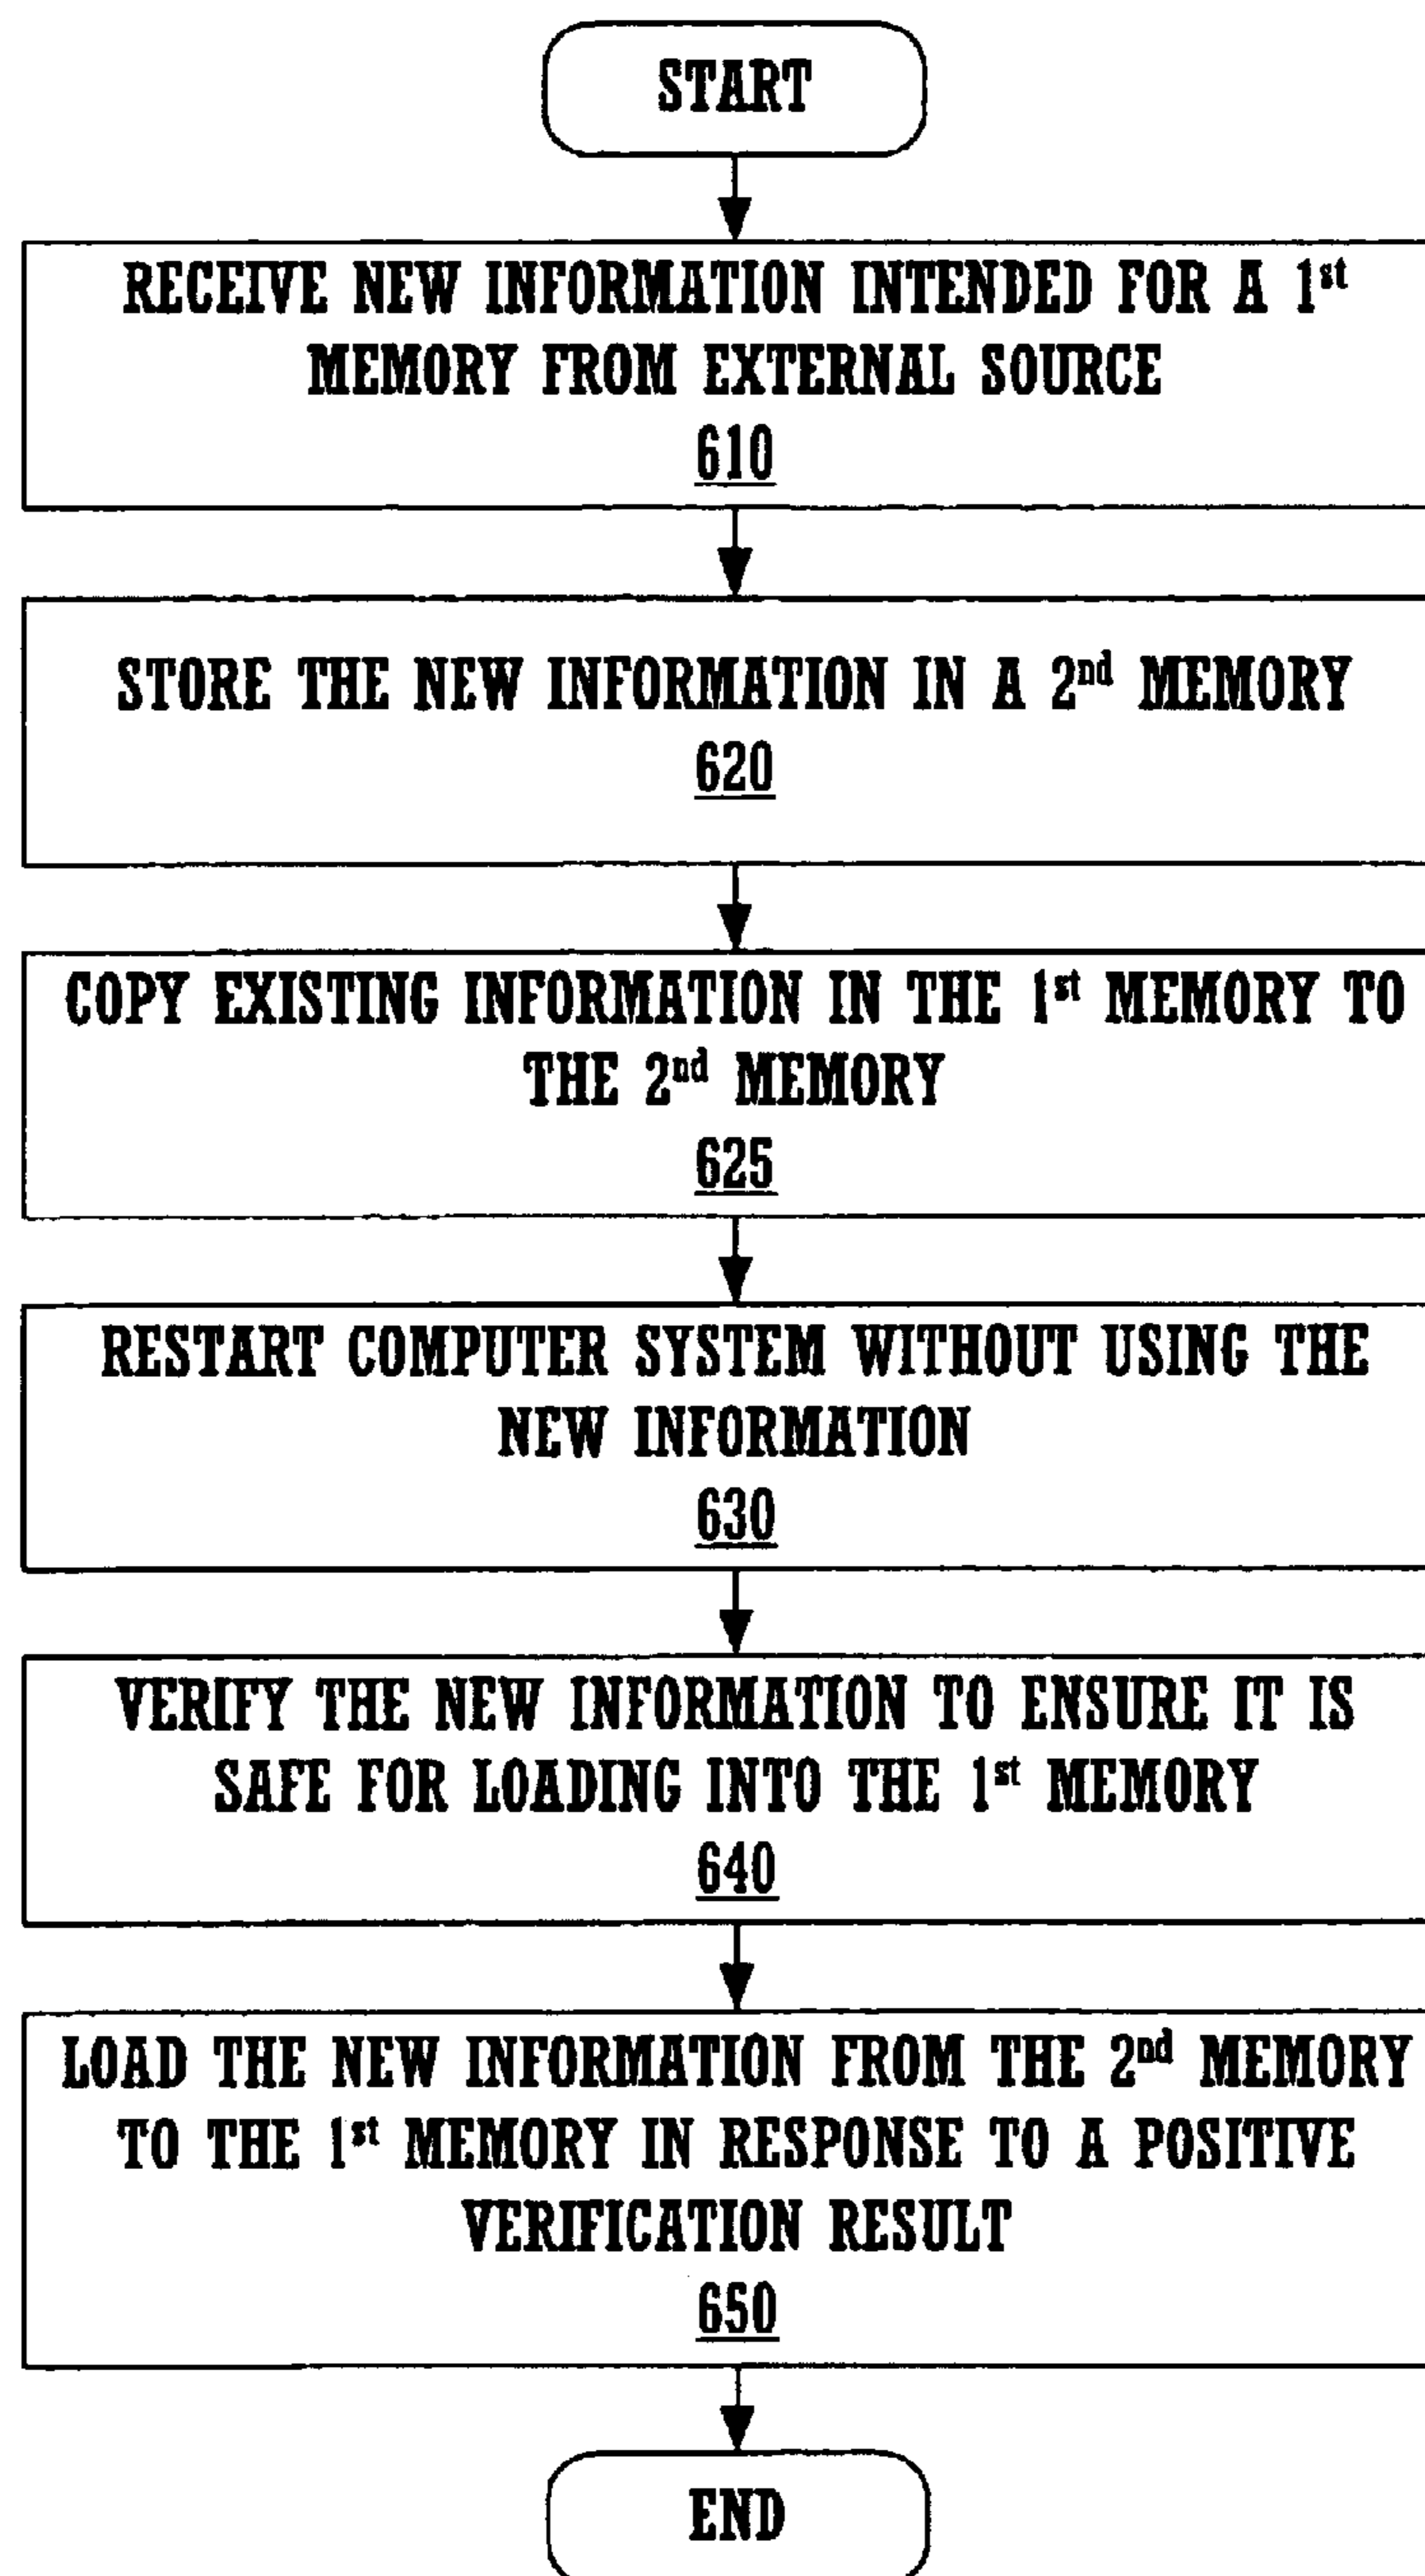 START
RECEIVE NEW INFORMATION INTENDED FOR A 1st
MEMORY FROM EXTERNAL SOURCE
610
STORE THE NEW INFORMATION IN A 2nd MEMORY
620
COPY EXISTING INFORMATION IN THE 1st MEMORY TO
THE 2nd MEMORY
625
RESTART COMPUTER SYSTEM WITHOUT USING THE
NEW INFORMATION
630
VERIFY THE NEW INFORMATION TO ENSURE IT IS
SAFE FOR LOADING INTO THE 1st MEMORY
640
LOAD THE NEW INFORMATION FROM THE 2nd MEMORY
TO THE 1st MEMORY IN RESPONSE TO A POSITIVE
VERIFICATION RESULT
650
END